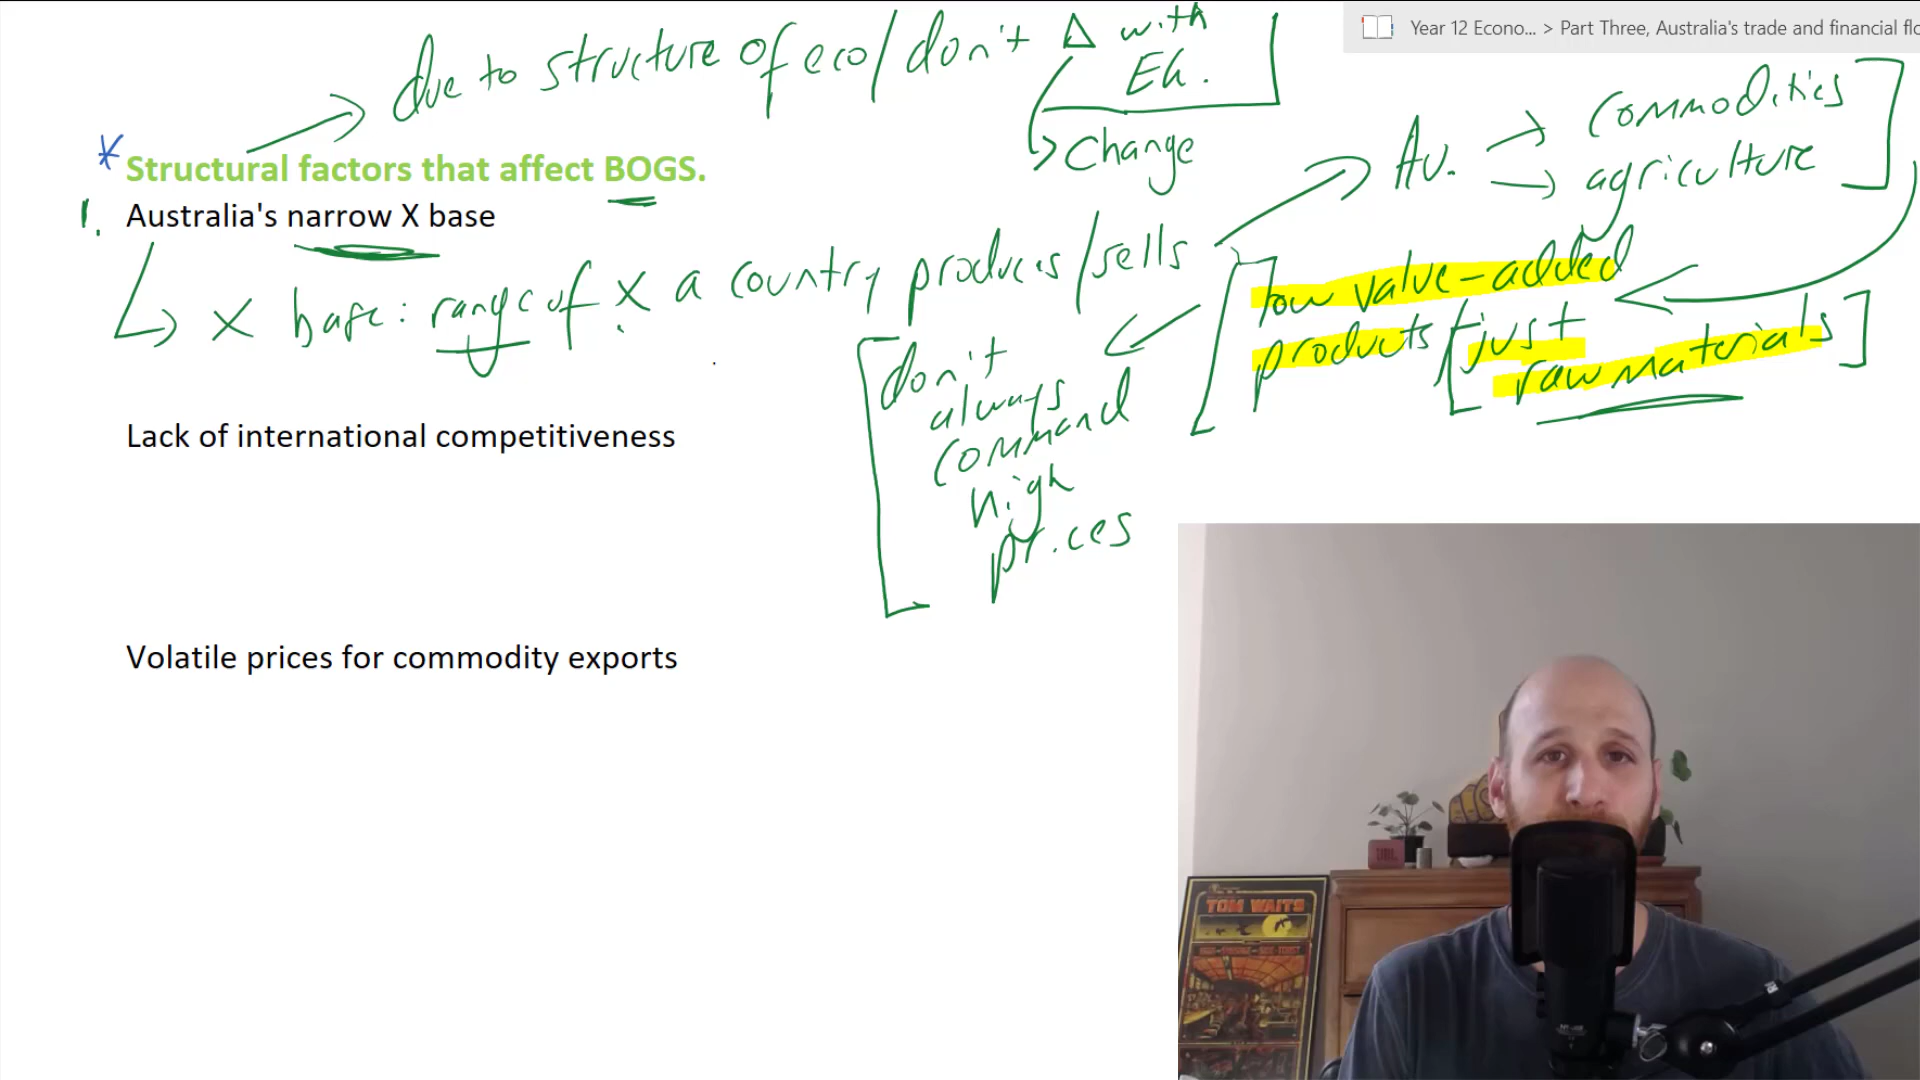 Year 12 Econo... > Part Three, Australia's trade and financial flo
due to structure of eco/don't Δ with
EG.
Change
* Structural factors that affect BOGS.
1. Australia's narrow X base
X base: range of X a country produces/sells
Au. → commodities
→ agriculture
low value-added
products / just
raw materials
don't
always
command
high
prices
Lack of international competitiveness
Volatile prices for commodity exports
TOM WAITS